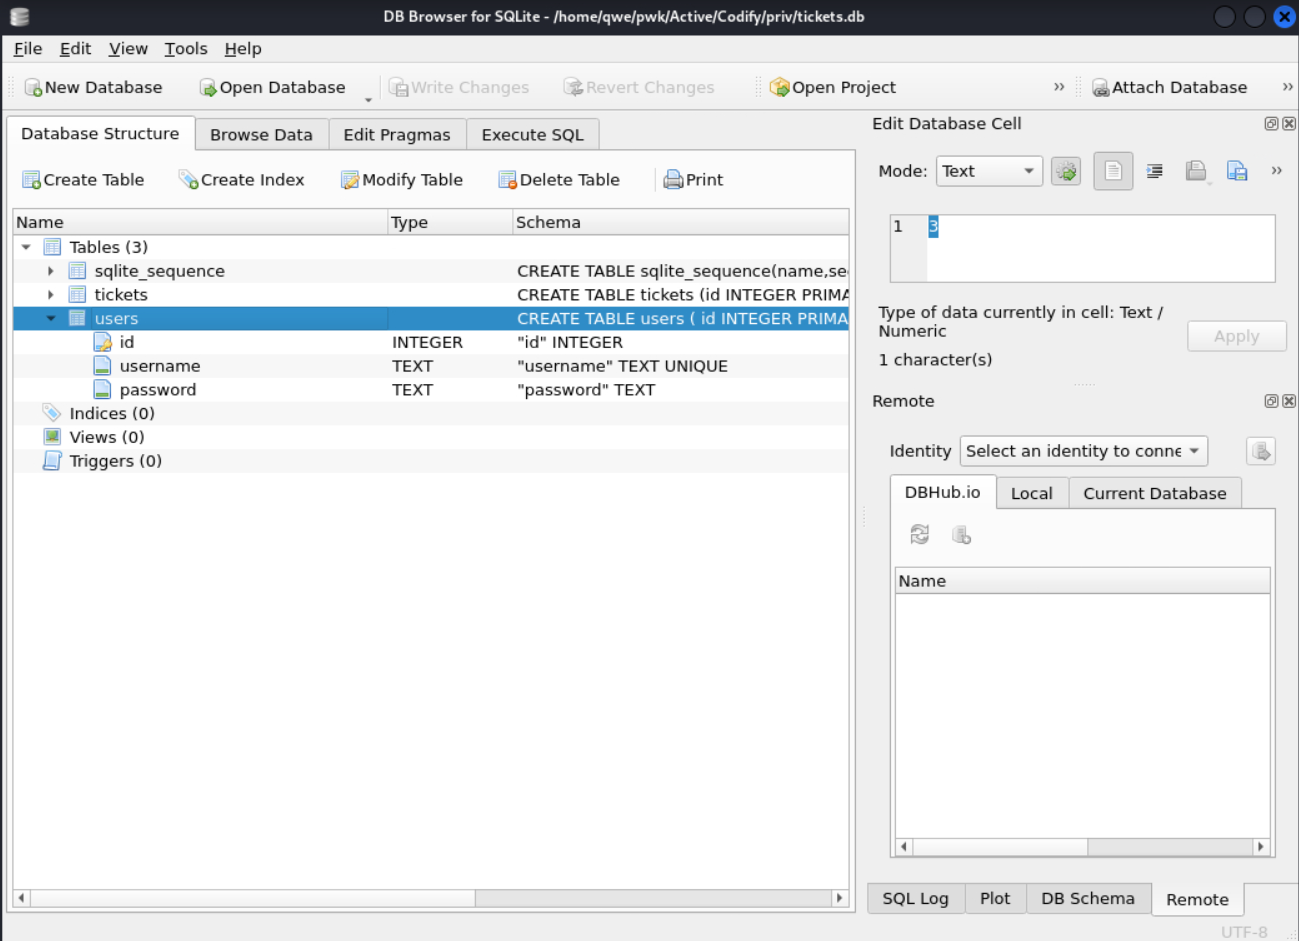 DB Browser for SQLite - /home/qwe/pwk/Active/Codify/priv/tickets.db
File Edit View Tools Help
New Database Open Database Write Changes Revert Changes Open Project » Attach Database »
Database Structure Browse Data Edit Pragmas Execute SQL
Create Table Create Index Modify Table Delete Table Print
Name Type Schema
Tables (3)
sqlite_sequence CREATE TABLE sqlite_sequence(name,se
tickets CREATE TABLE tickets (id INTEGER PRIMA
users CREATE TABLE users ( id INTEGER PRIMA
id INTEGER "id" INTEGER
username TEXT "username" TEXT UNIQUE
password TEXT "password" TEXT
Indices (0)
Views (0)
Triggers (0)
Edit Database Cell
Mode: Text »
1 3
Type of data currently in cell: Text /
Numeric
1 character(s)
Apply
Remote
Identity Select an identity to conne
DBHub.io Local Current Database
Name
SQL Log Plot DB Schema Remote
UTF-8